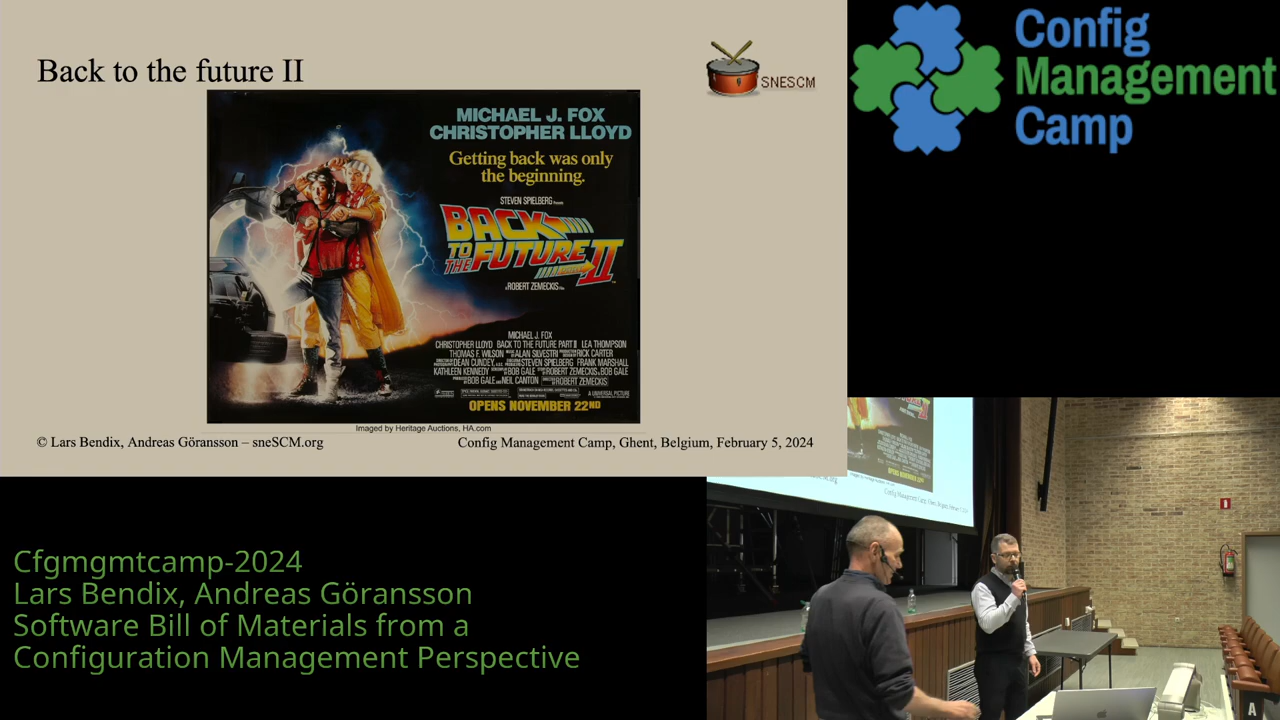 Back to the future II
SNESCM
MICHAEL J. FOX
CHRISTOPHER LLOYD
Getting back was only
the beginning.
STEVEN SPIELBERG Presents
BACK
TO THE FUTURE II
A ROBERT ZEMECKIS Film
MICHAEL J. FOX
CHRISTOPHER LLOYD BACK TO THE FUTURE PART II LEA THOMPSON
THOMAS F. WILSON ALAN SILVESTRI RICK CARTER
DEAN CUNDEY, STEVEN SPIELBERG FRANK MARSHALL
KATHLEEN KENNEDY BOB GALE ROBERT ZEMECKIS & BOB GALE
BOB GALE AND NEIL CANTON ROBERT ZEMECKIS
A UNIVERSAL PICTURE
OPENS NOVEMBER 22ND
Imaged by Heritage Auctions, HA.com
© Lars Bendix, Andreas Göransson – sneSCM.org
Config Management Camp, Ghent, Belgium, February 5, 2024
Config
Management
Camp
Cfgmgmtcamp-2024
Lars Bendix, Andreas Göransson
Software Bill of Materials from a
Configuration Management Perspective
A